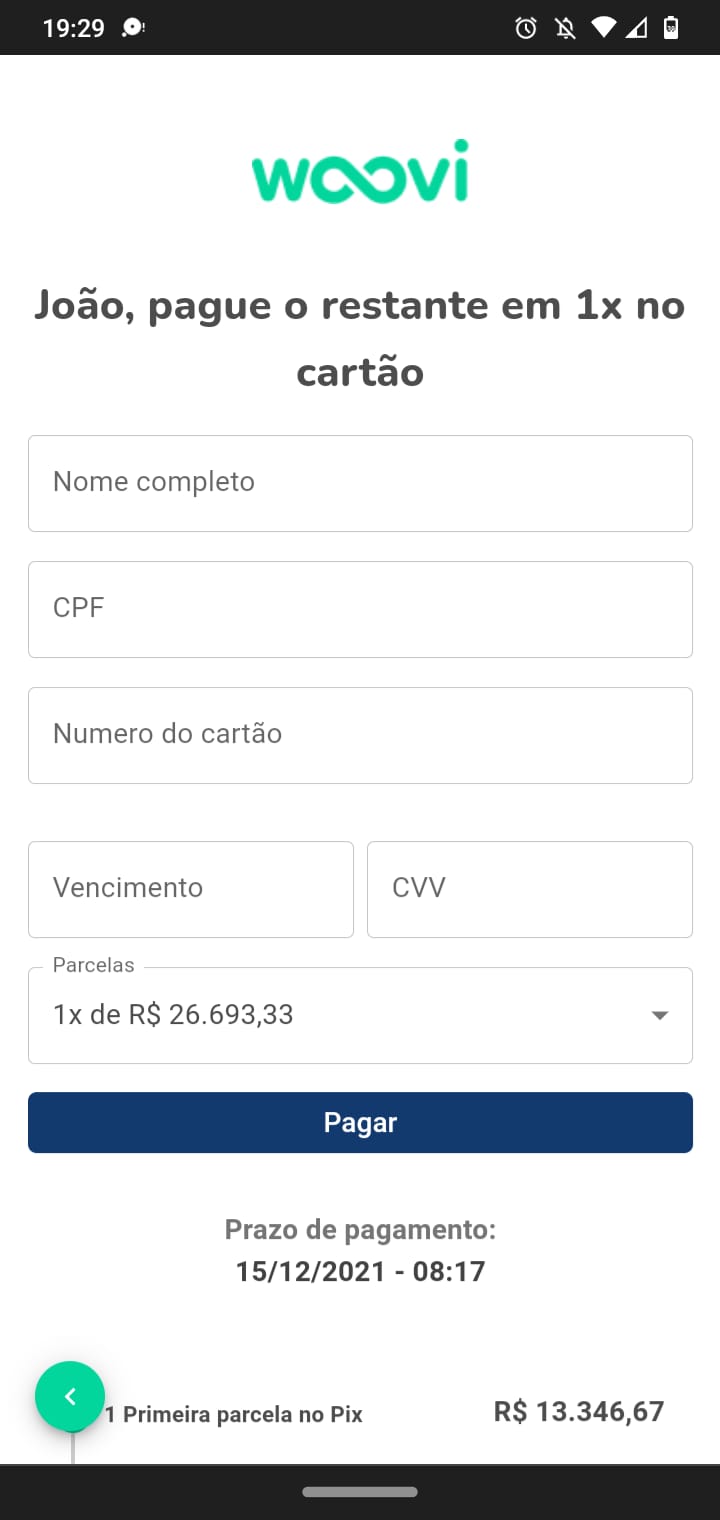 19:29
woovi
João, pague o restante em 1x no
cartão
Nome completo
CPF
Numero do cartão
Vencimento
CVV
Parcelas
1x de R$ 26.693,33
Pagar
Prazo de pagamento:
15/12/2021 - 08:17
1 Primeira parcela no Pix
R$ 13.346,67